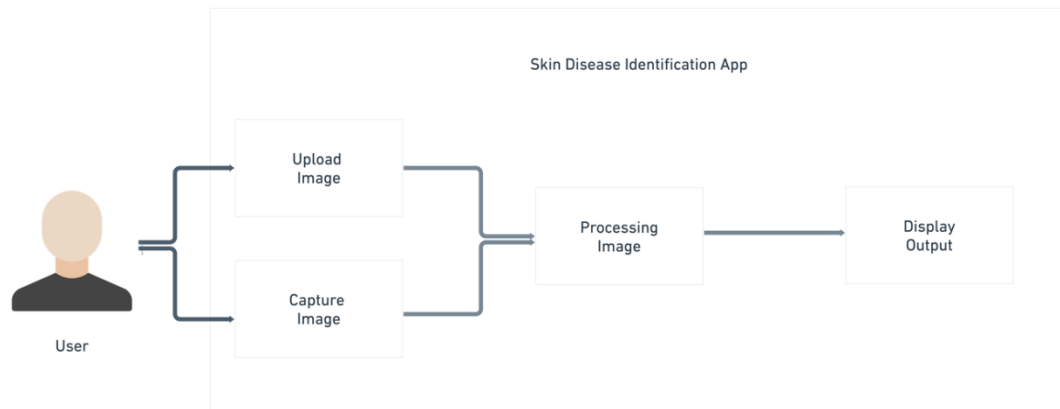 Skin Disease Identification App
Upload
Image
Capture
Image
Processing
Image
Display
Output
User